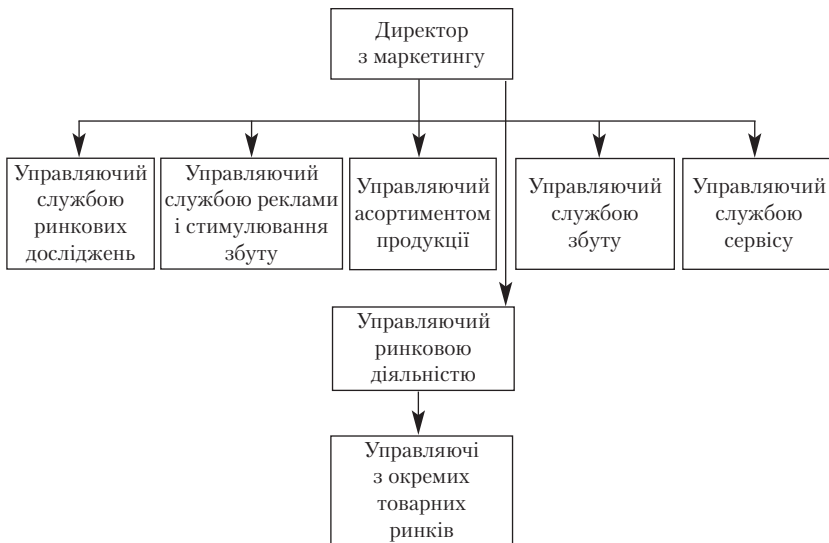 Директор
з маркетингу
Управляючий
службою
ринкових
досліджень
Управляючий
службою реклами
і стимулювання
збуту
Управляючий
асортиментом
продукції
Управляючий
службою
збуту
Управляючий
службою
сервісу
Управляючий
ринковою
діяльністю
Управляючі
з окремих
товарних
ринків